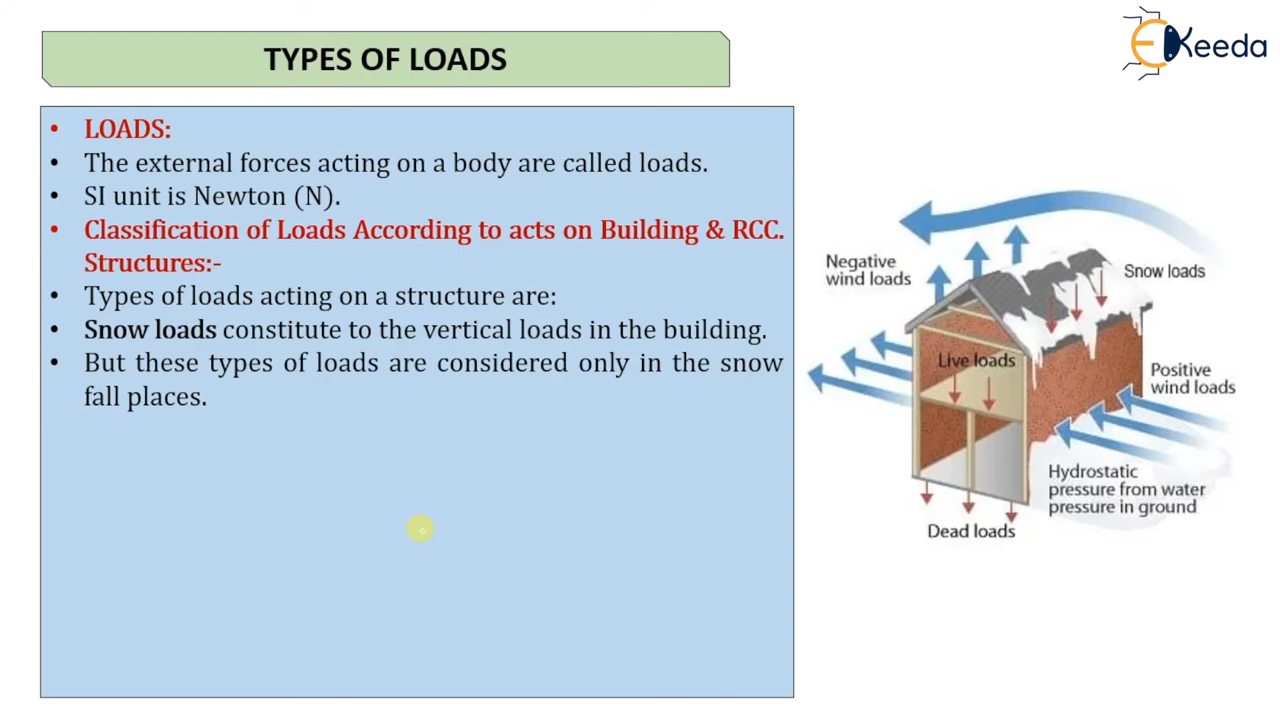 TYPES OF LOADS
EKeeda
• LOADS:
• The external forces acting on a body are called loads.
• SI unit is Newton (N).
• Classification of Loads According to acts on Building & RCC.
Structures:-
• Types of loads acting on a structure are:
• Snow loads constitute to the vertical loads in the building.
• But these types of loads are considered only in the snow
fall places.
Negative
wind loads
Snow loads
Live loads
Positive
wind loads
Hydrostatic
pressure from water
pressure in ground
Dead loads